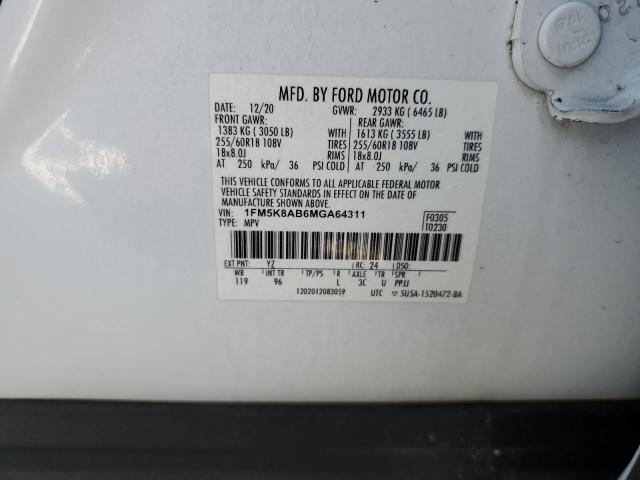 MFD. BY FORD MOTOR CO.
DATE: 12/20 GVWR: 2933 KG ( 6465 LB)
FRONT GAWR: REAR GAWR:
1383 KG ( 3050 LB) WITH 1613 KG ( 3555 LB) WITH
255/60R18 108V TIRES 255/60R18 108V TIRES
18x8.0J RIMS 18x8.0J RIMS
AT 250 kPa/ 36 PSI COLD AT 250 kPa/ 36 PSI COLD
THIS VEHICLE CONFORMS TO ALL APPLICABLE FEDERAL MOTOR
VEHICLE SAFETY STANDARDS IN EFFECT ON THE DATE OF
MANUFACTURE SHOWN ABOVE.
VIN: 1FM5K8AB6MGA64311 F0305
TYPE: MPV T0230
EXT PNT: YZ RC: 24 DSO:
WB INT TR TP/PS R AXLE TR SPR
119 96 L 3C U PPJJ
1202012083059 UTC ▽ 5U5A-1520472-BA